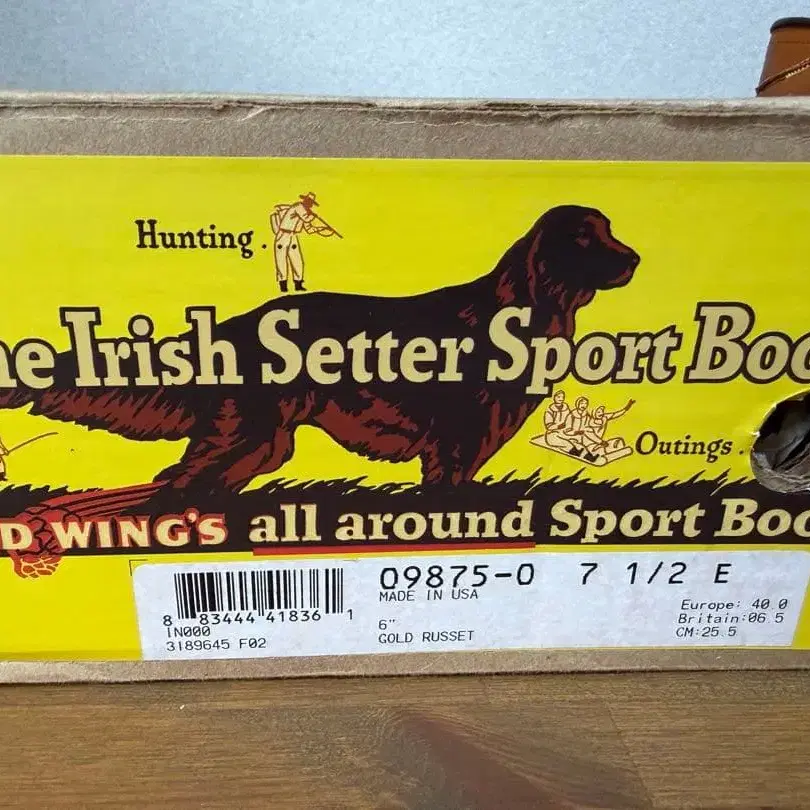 Hunting.
he Irish Setter Sport Boo
Outings.
D WING'S all around Sport Boo
09875-0 7 1/2 E
MADE IN USA
8 83444 41836 1
IN000
3189645 F02
6"
GOLD RUSSET
Europe: 40.0
Britain:06.5
CM:25.5